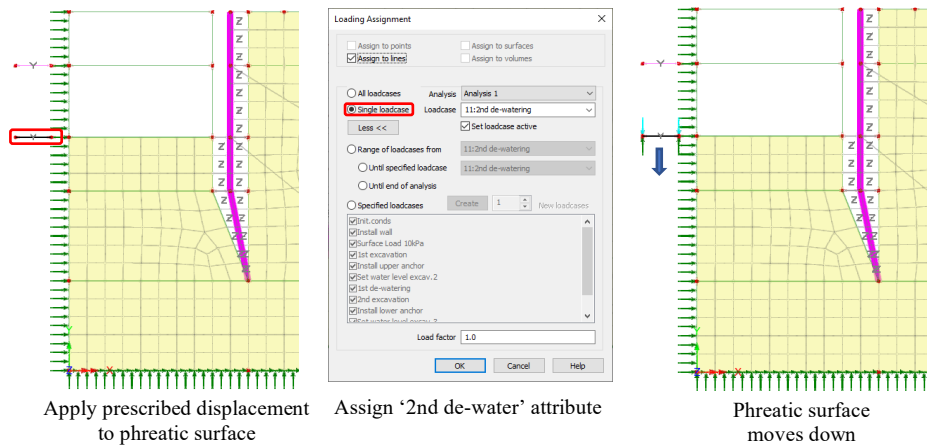 Loading Assignment
Assign to points
Assign to surfaces
Assign to lines
Assign to volumes
All loadcases
Analysis
Analysis 1
Single loadcase
Loadcase
11:2nd de-watering
Less <<
Set loadcase active
Range of loadcases from
11:2nd de-watering
Until specified loadcase
11:2nd de-watering
Until end of analysis
Specified loadcases
Create
1
New loadcases
Init.conds
Install wall
Surface Load 10kPa
1st excavation
Install upper anchor
Set water level excav.2
1st de-watering
2nd excavation
Install lower anchor
Load factor
1.0
OK
Cancel
Help
Apply prescribed displacement
to phreatic surface
Assign ‘2nd de-water’ attribute
Phreatic surface
moves down